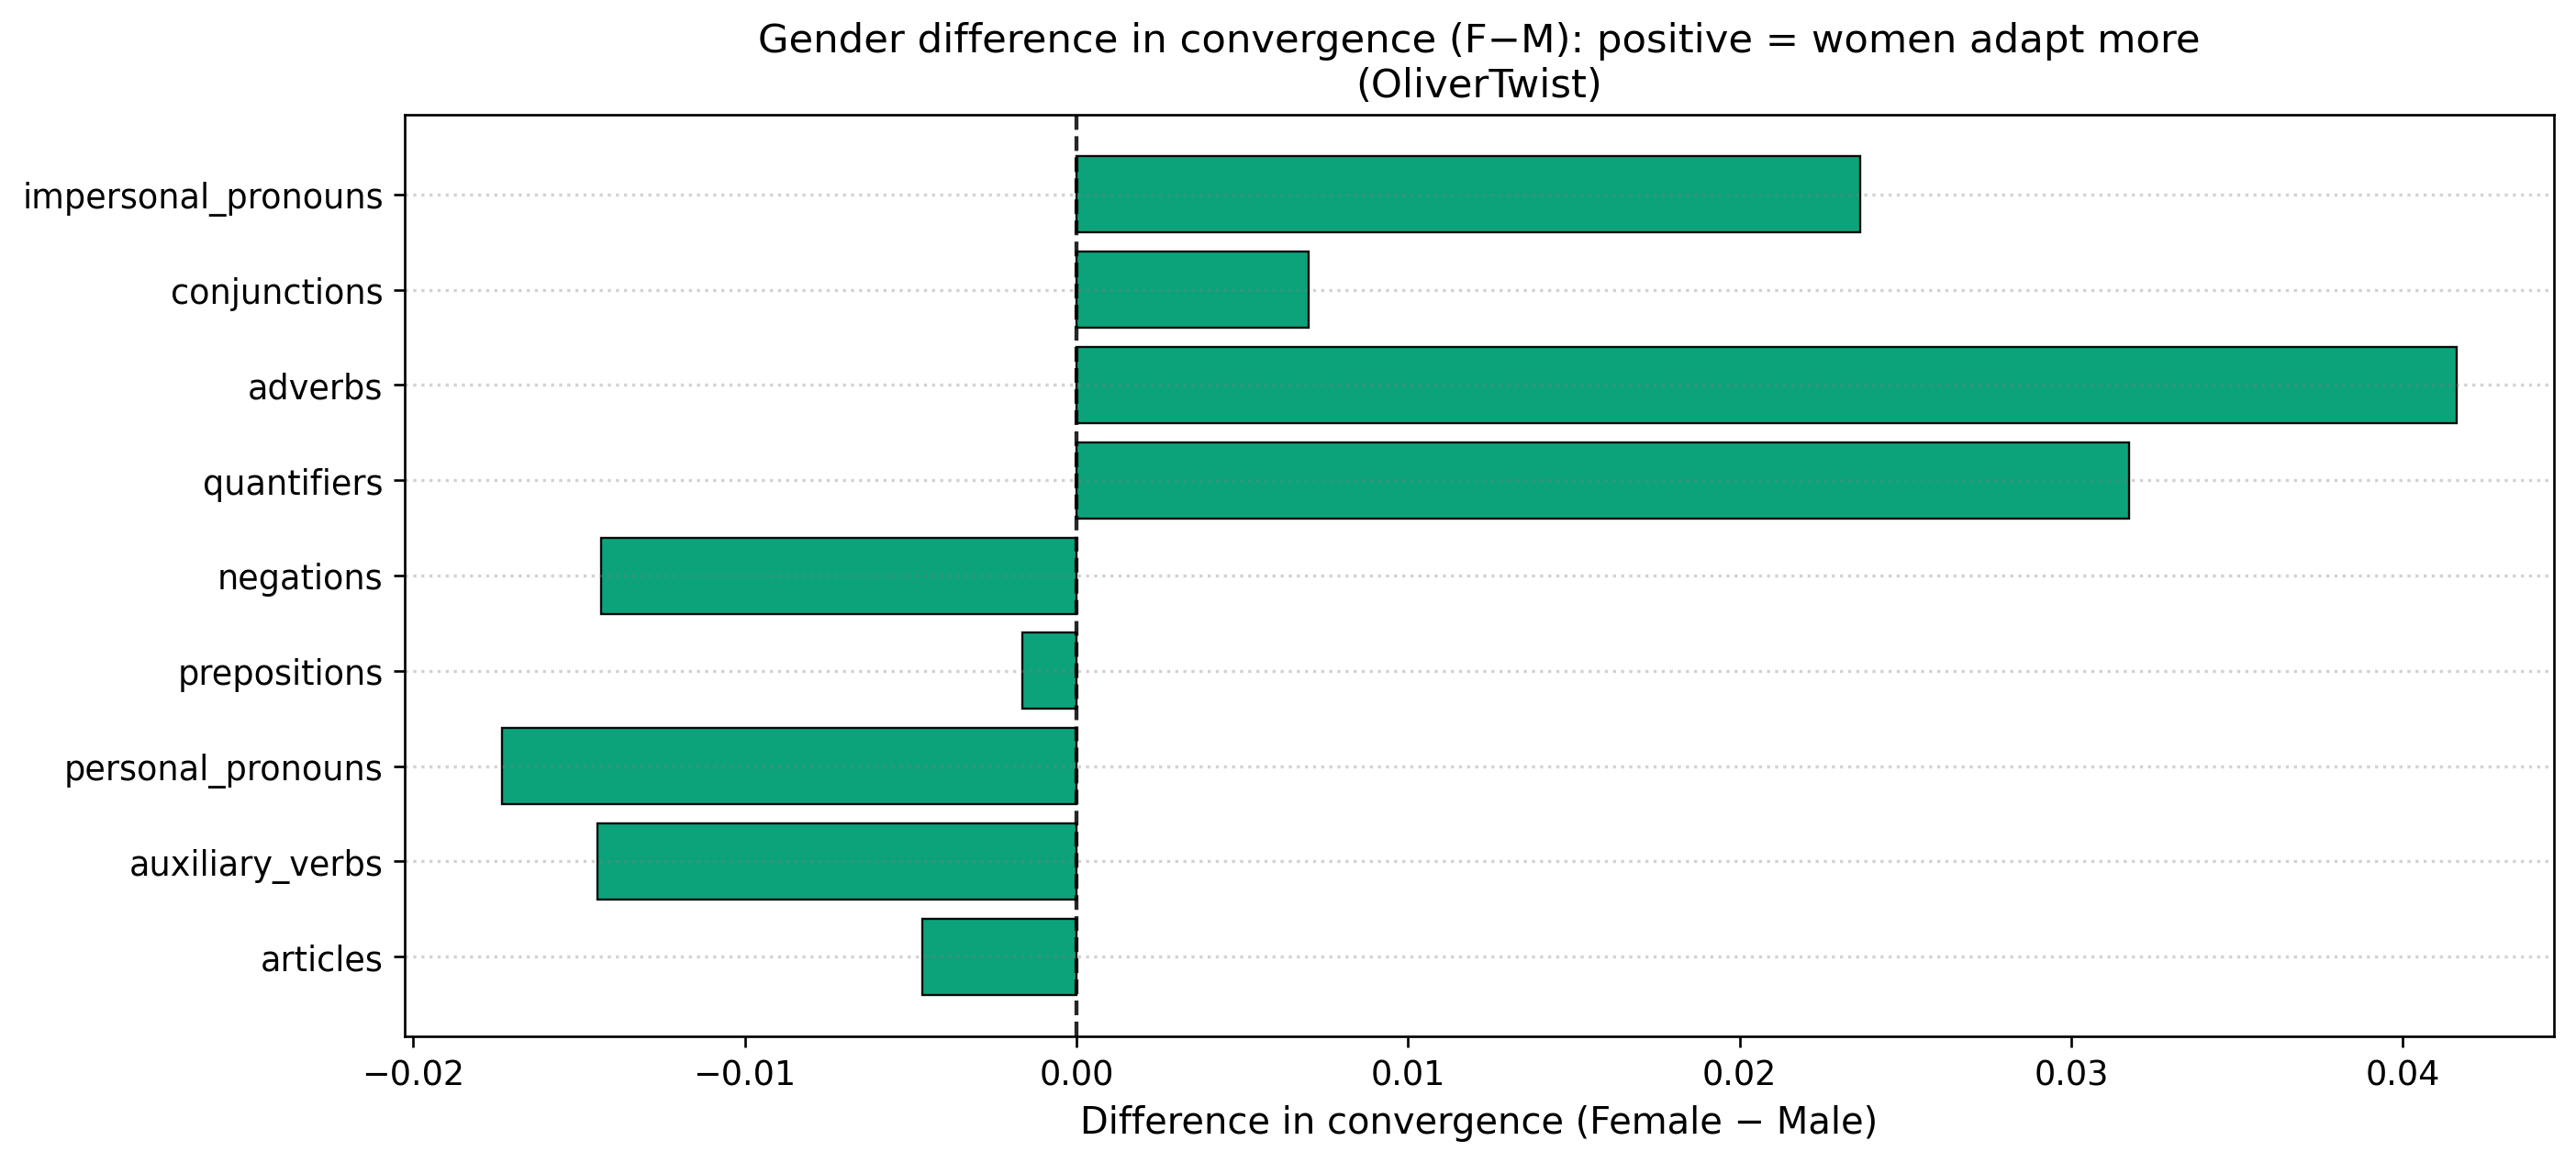 Gender difference in convergence (F−M): positive = women adapt more
(OliverTwist)
impersonal_pronouns
conjunctions
adverbs
quantifiers
negations
prepositions
personal_pronouns
auxiliary_verbs
articles
−0.02 −0.01 0.00 0.01 0.02 0.03 0.04
Difference in convergence (Female − Male)